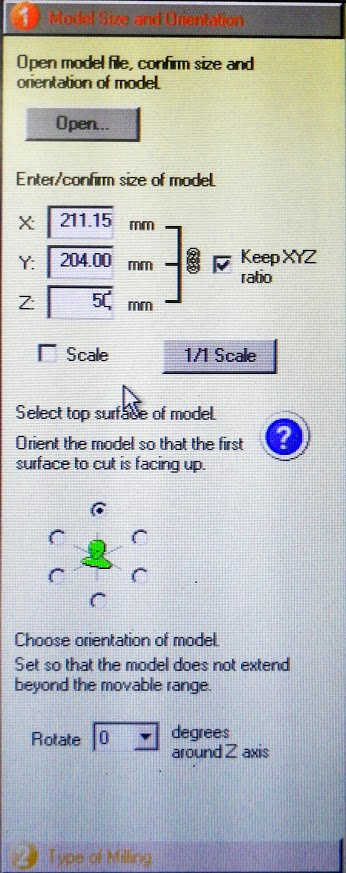 1 Model Size and Orientation
Open model file, confirm size and
orientation of model.
Open...
Enter/confirm size of model.
X: 211.15 mm
Y: 204.00 mm
Keep XYZ
ratio
Z: 50 mm
Scale
1/1 Scale
Select top surface of model.
Orient the model so that the first
surface to cut is facing up.
?
Choose orientation of model.
Set so that the model does not extend
beyond the movable range.
Rotate 0 degrees
around Z axis
2 Type of Milling